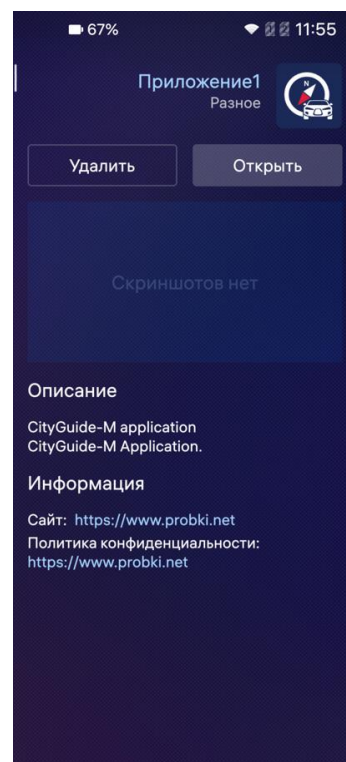 67% 11:55
Приложение1
Разное
N
Удалить Открыть
Скриншотов нет
Описание
CityGuide-M application
CityGuide-M Application.
Информация
Сайт: https://www.probki.net
Политика конфиденциальности:
https://www.probki.net